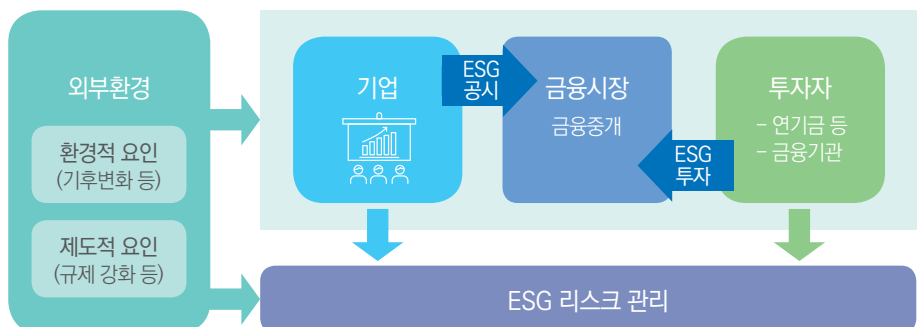 외부환경
환경적 요인
(기후변화 등)
제도적 요인
(규제 강화 등)
기업
ESG
공시
금융시장
금융중개
ESG
투자
투자자
- 연기금 등
- 금융기관
ESG 리스크 관리